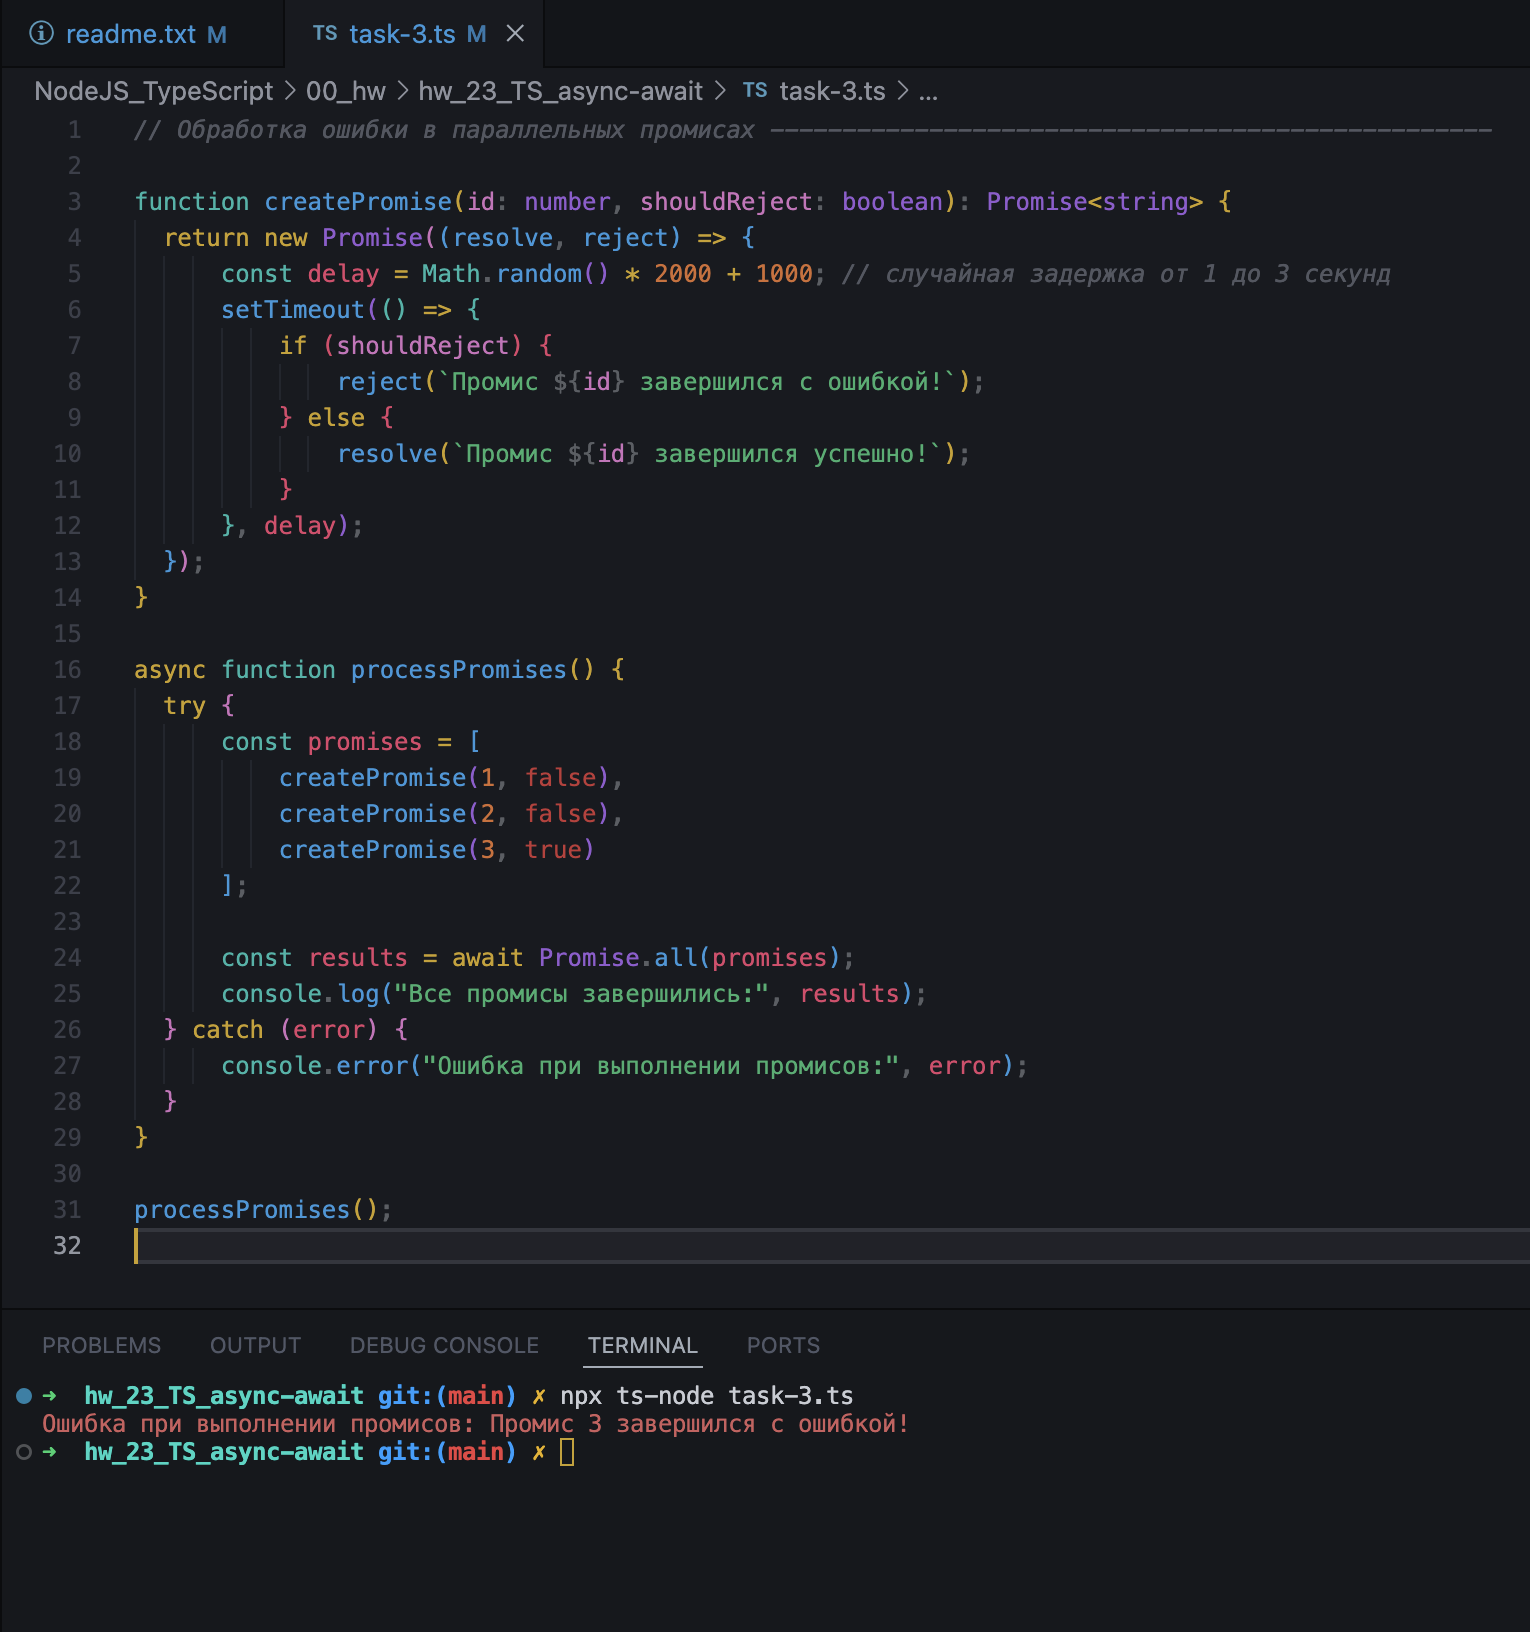 readme.txt M
TS task-3.ts M
NodeJS_TypeScript > 00_hw > hw_23_TS_async-await > TS task-3.ts > ...
1 // Обработка ошибки в параллельных промисах --------------------------------------------------
2
3 function createPromise(id: number, shouldReject: boolean): Promise<string> {
4 return new Promise((resolve, reject) => {
5 const delay = Math.random() * 2000 + 1000; // случайная задержка от 1 до 3 секунд
6 setTimeout(() => {
7 if (shouldReject) {
8 reject(`Промис ${id} завершился с ошибкой!`);
9 } else {
10 resolve(`Промис ${id} завершился успешно!`);
11 }
12 }, delay);
13 });
14 }
15
16 async function processPromises() {
17 try {
18 const promises = [
19 createPromise(1, false),
20 createPromise(2, false),
21 createPromise(3, true)
22 ];
23
24 const results = await Promise.all(promises);
25 console.log("Все промисы завершились:", results);
26 } catch (error) {
27 console.error("Ошибка при выполнении промисов:", error);
28 }
29 }
30
31 processPromises();
32
PROBLEMS OUTPUT DEBUG CONSOLE TERMINAL PORTS
➜ hw_23_TS_async-await git:(main) ✗ npx ts-node task-3.ts
Ошибка при выполнении промисов: Промис 3 завершился с ошибкой!
➜ hw_23_TS_async-await git:(main) ✗